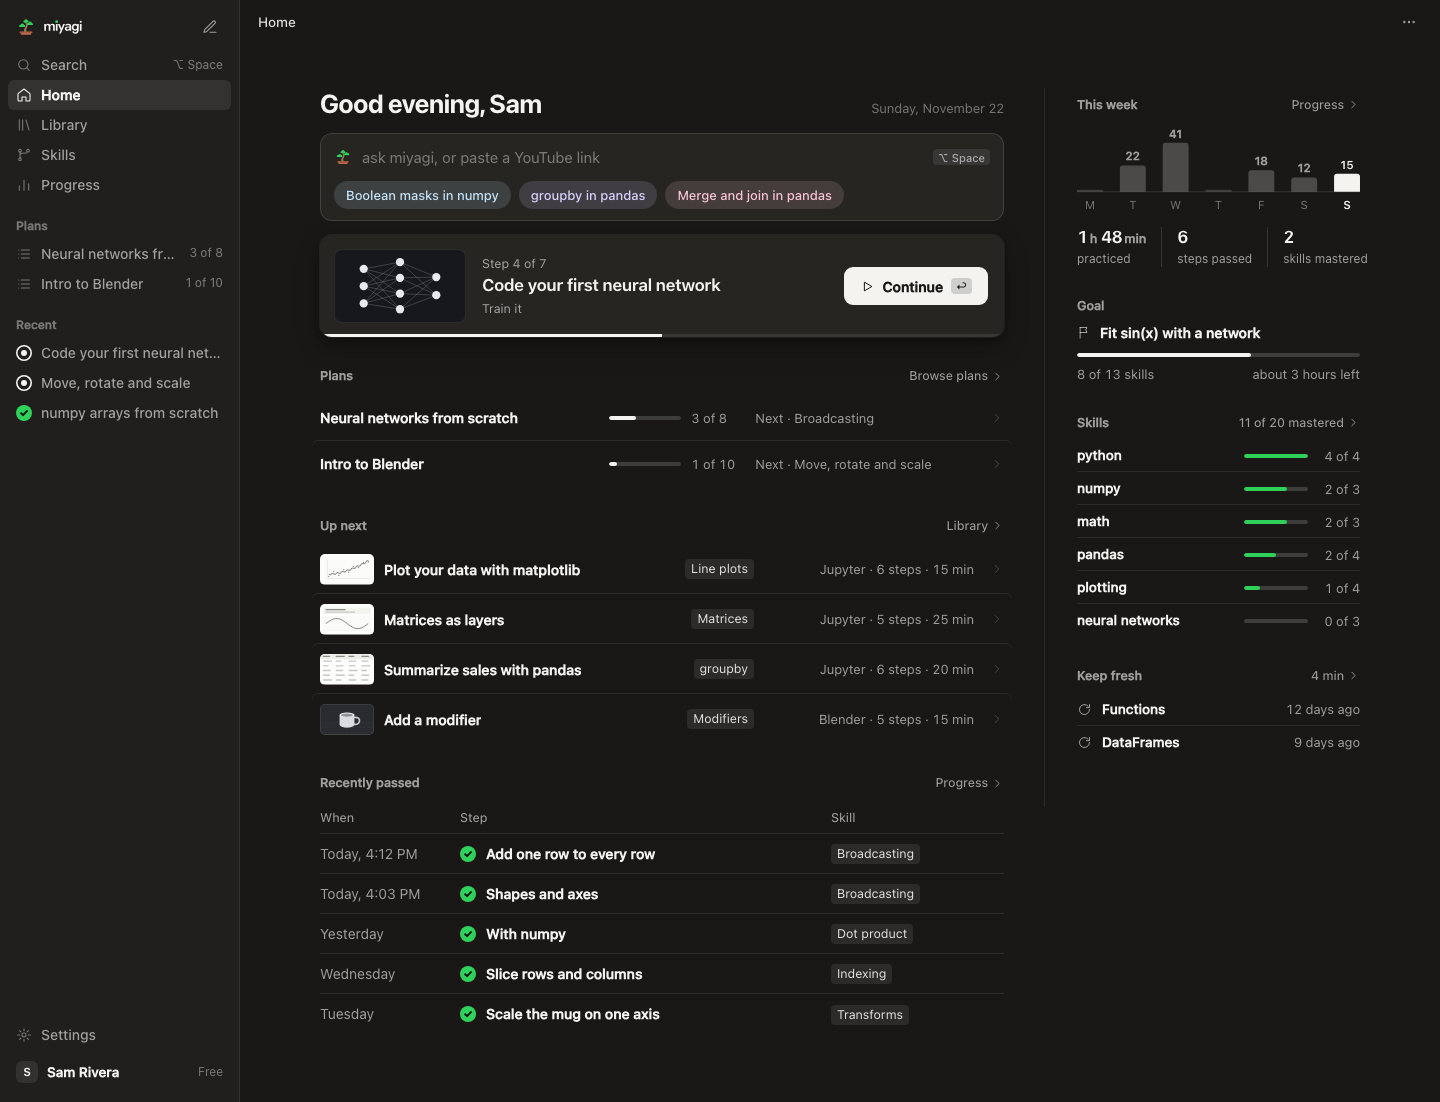 miyagi
Search
⌥ Space
Home
Library
Skills
Progress
Plans
Neural networks fr...
3 of 8
Intro to Blender
1 of 10
Recent
Code your first neural net...
Move, rotate and scale
numpy arrays from scratch
Settings
S
Sam Rivera
Free
Home
Good evening, Sam
Sunday, November 22
ask miyagi, or paste a YouTube link
⌥ Space
Boolean masks in numpy
groupby in pandas
Merge and join in pandas
Step 4 of 7
Code your first neural network
Train it
Continue
Plans
Browse plans
Neural networks from scratch
3 of 8
Next · Broadcasting
Intro to Blender
1 of 10
Next · Move, rotate and scale
Up next
Library
Plot your data with matplotlib
Line plots
Jupyter · 6 steps · 15 min
Matrices as layers
Matrices
Jupyter · 5 steps · 25 min
Summarize sales with pandas
groupby
Jupyter · 6 steps · 20 min
Add a modifier
Modifiers
Blender · 5 steps · 15 min
Recently passed
Progress
When
Step
Skill
Today, 4:12 PM
Add one row to every row
Broadcasting
Today, 4:03 PM
Shapes and axes
Broadcasting
Yesterday
With numpy
Dot product
Wednesday
Slice rows and columns
Indexing
Tuesday
Scale the mug on one axis
Transforms
This week
Progress
22
41
18
12
15
M T W T F S S
1 h 48 min
practiced
6
steps passed
2
skills mastered
Goal
Fit sin(x) with a network
8 of 13 skills
about 3 hours left
Skills
11 of 20 mastered
python
4 of 4
numpy
2 of 3
math
2 of 3
pandas
2 of 4
plotting
1 of 4
neural networks
0 of 3
Keep fresh
4 min
Functions
12 days ago
DataFrames
9 days ago